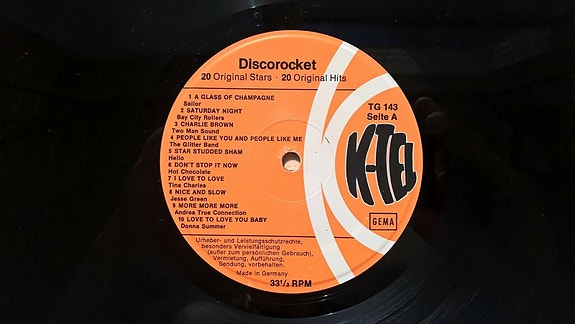 Discorocket
20 Original Stars · 20 Original Hits
1 A GLASS OF CHAMPAGNE
Sailor
2 SATURDAY NIGHT
Bay City Rollers
3 CHARLIE BROWN
Two Man Sound
4 PEOPLE LIKE YOU AND PEOPLE LIKE ME
The Glitter Band
5 STAR STUDDED SHAM
Hello
6 DON'T STOP IT NOW
Hot Chocolate
7 I LOVE TO LOVE
Tina Charles
8 NICE AND SLOW
Jesse Green
9 MORE MORE MORE
Andrea True Connection
10 LOVE TO LOVE YOU BABY
Donna Summer
TG 143
Seite A
K-TEL
GEMA
Urheber- und Leistungsschutzrechte,
besonders Vervielfältigung
(außer zum persönlichen Gebrauch),
Vermietung, Aufführung,
Sendung, vorbehalten.
Made in Germany
33 1/3 RPM